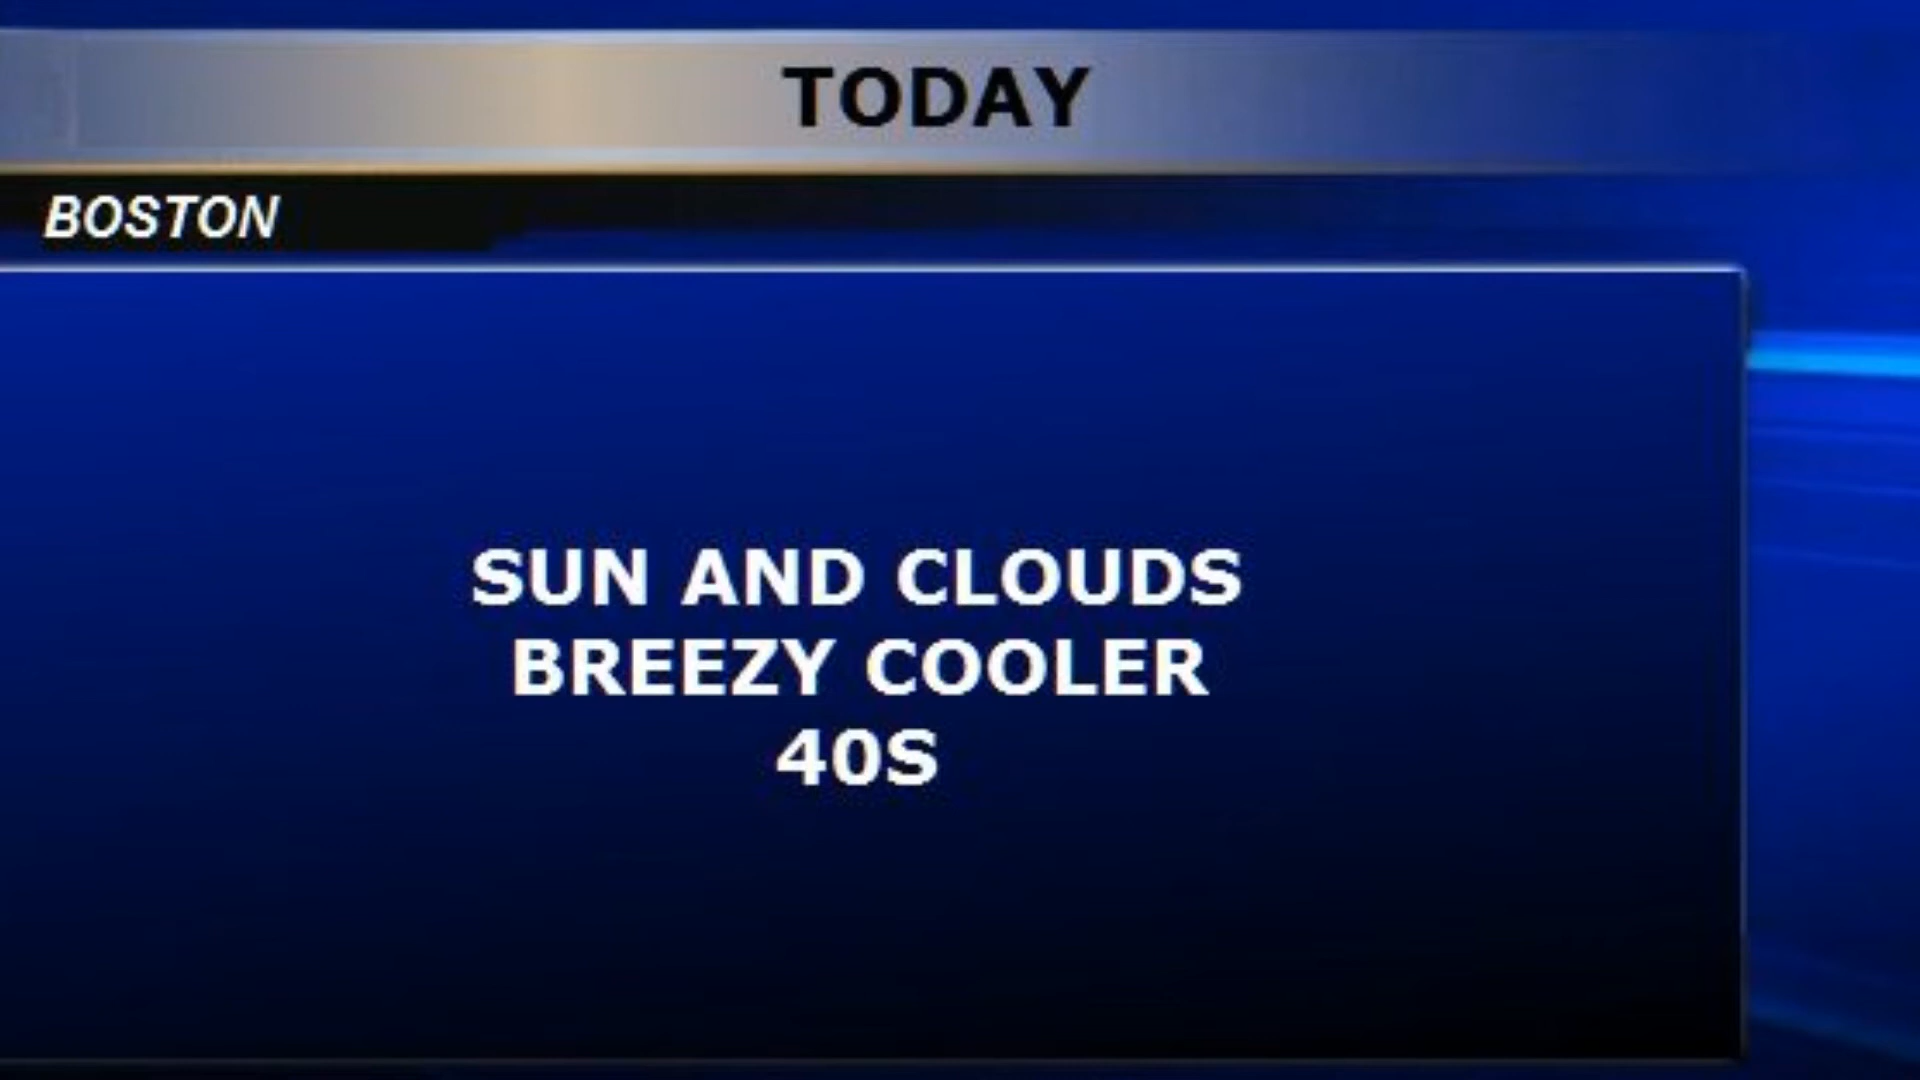 TODAY
BOSTON
SUN AND CLOUDS
BREEZY COOLER
40S